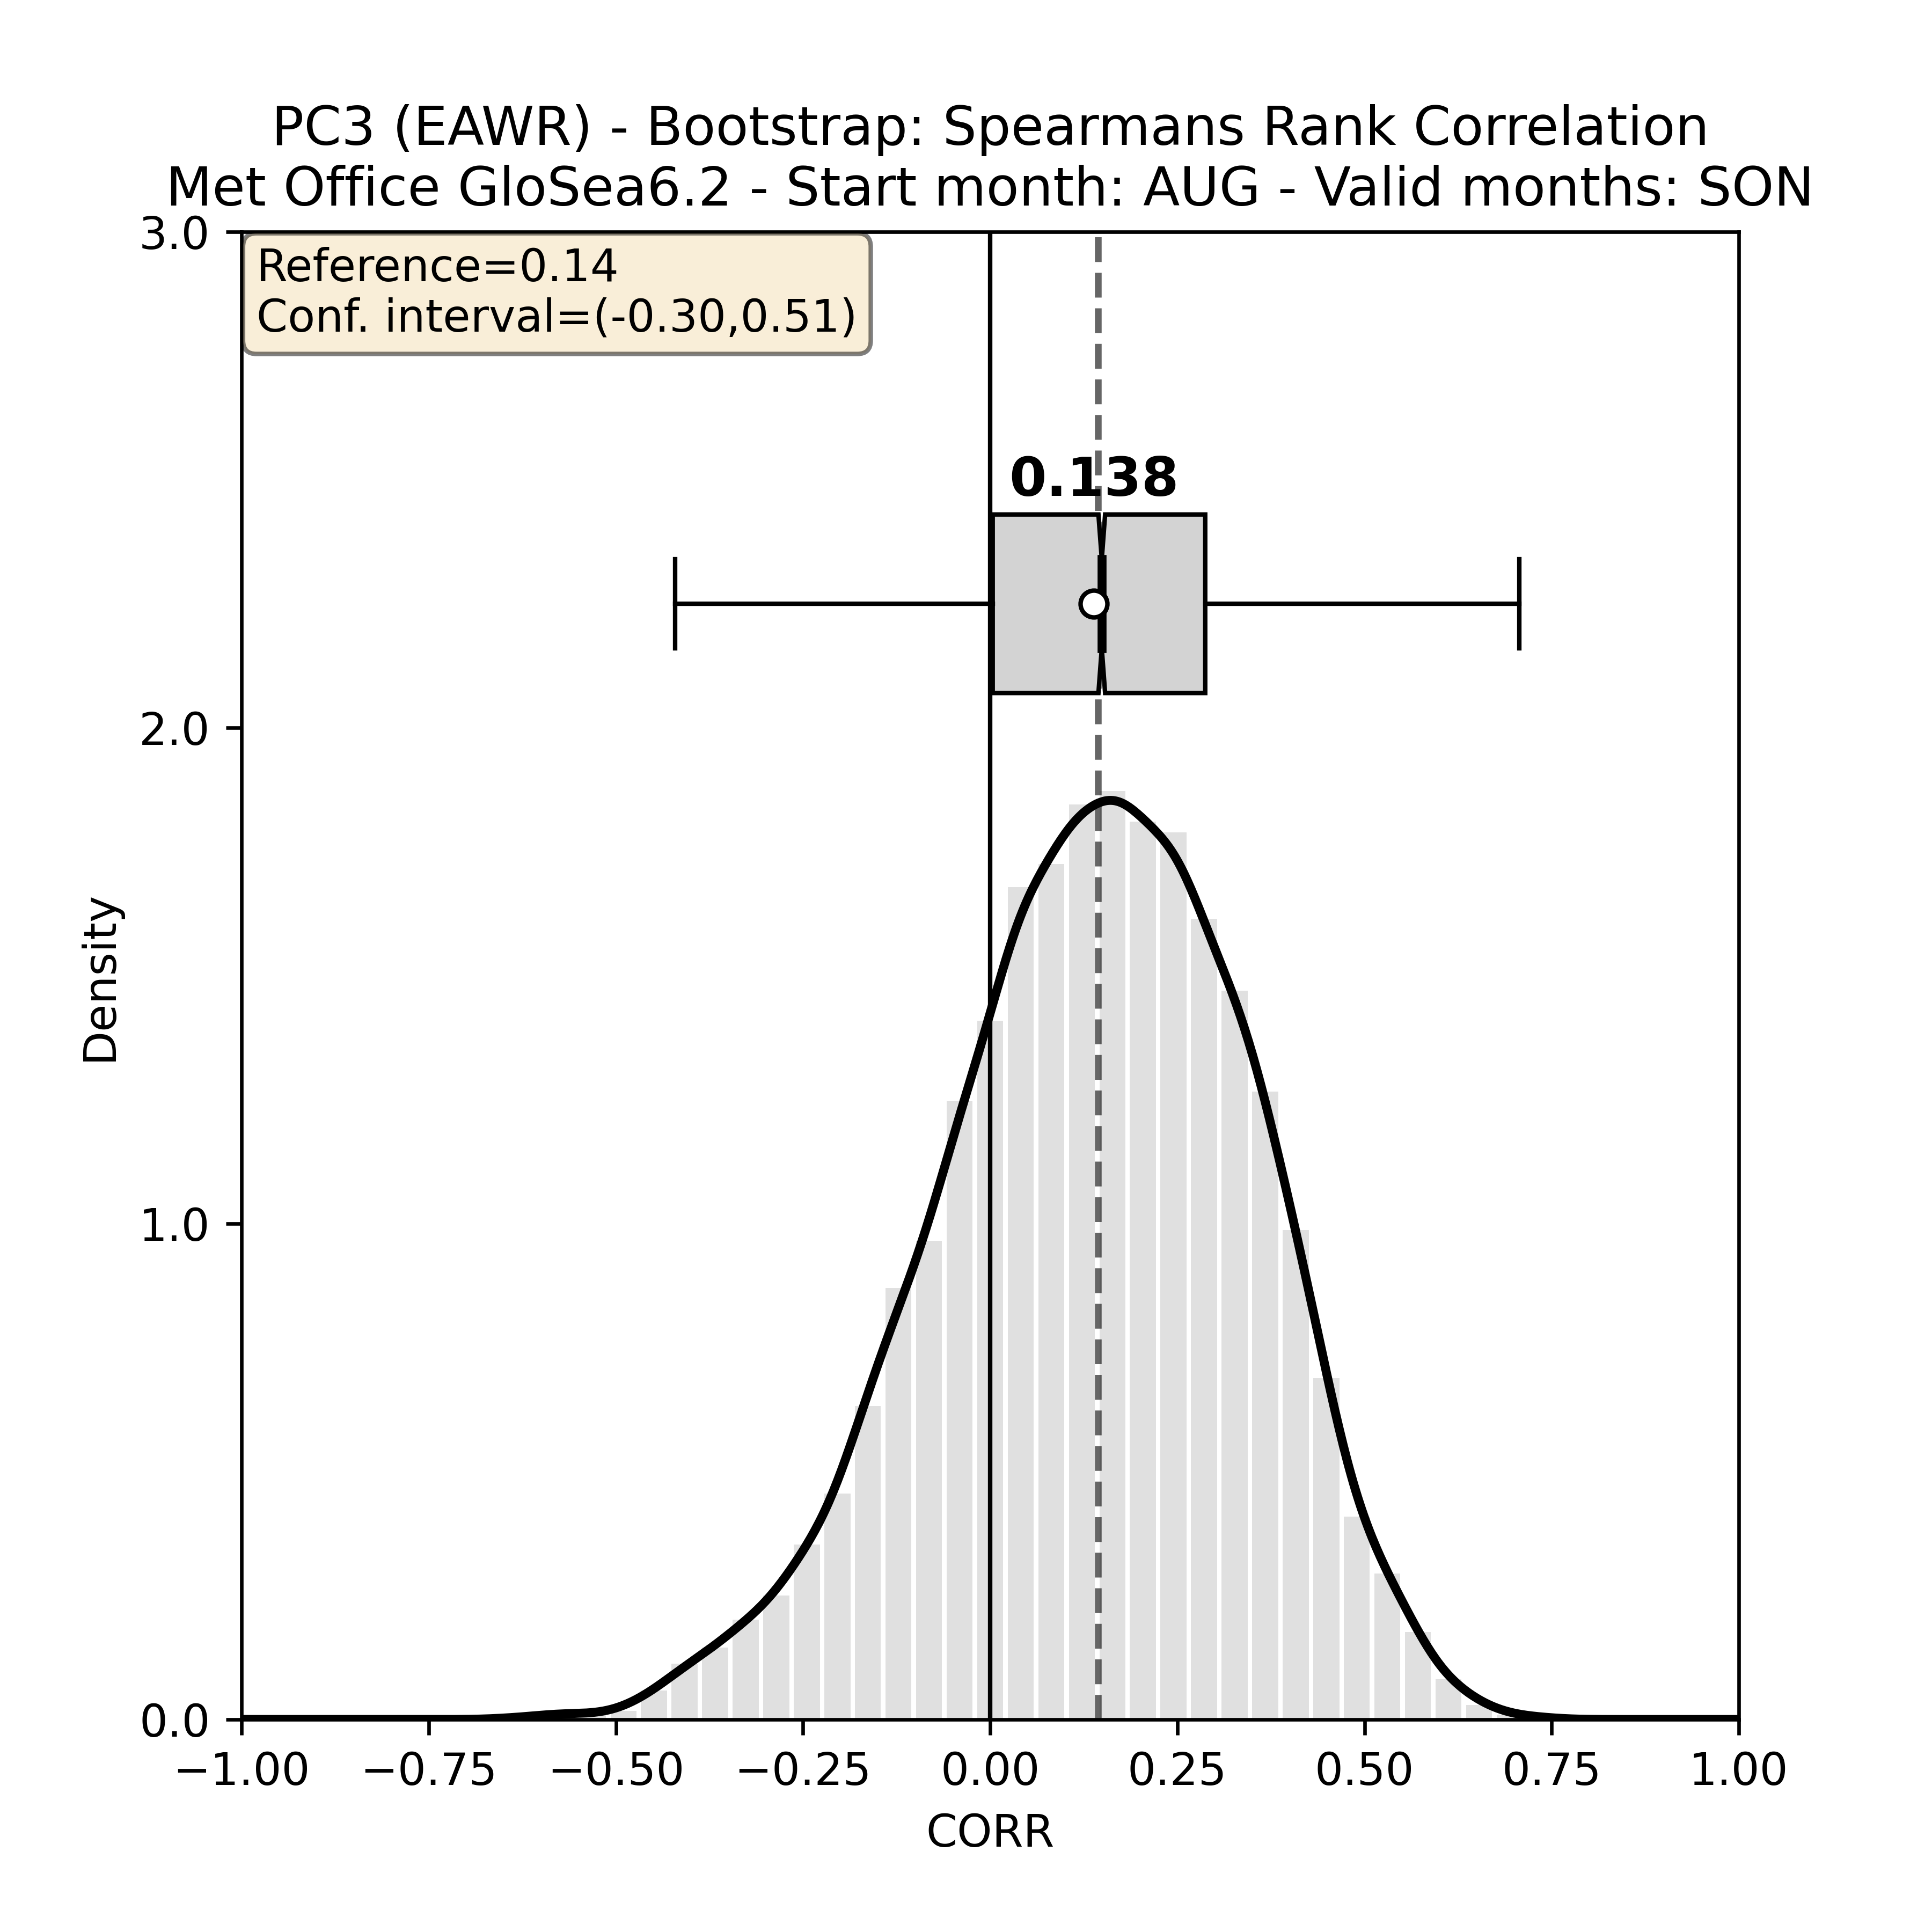 PC3 (EAWR) - Bootstrap: Spearmans Rank Correlation
Met Office GloSea6.2 - Start month: AUG - Valid months: SON
Reference=0.14
Conf. interval=(-0.30,0.51)
0.138
3.0
2.0
1.0
0.0
Density
−1.00 −0.75 −0.50 −0.25 0.00 0.25 0.50 0.75 1.00
CORR